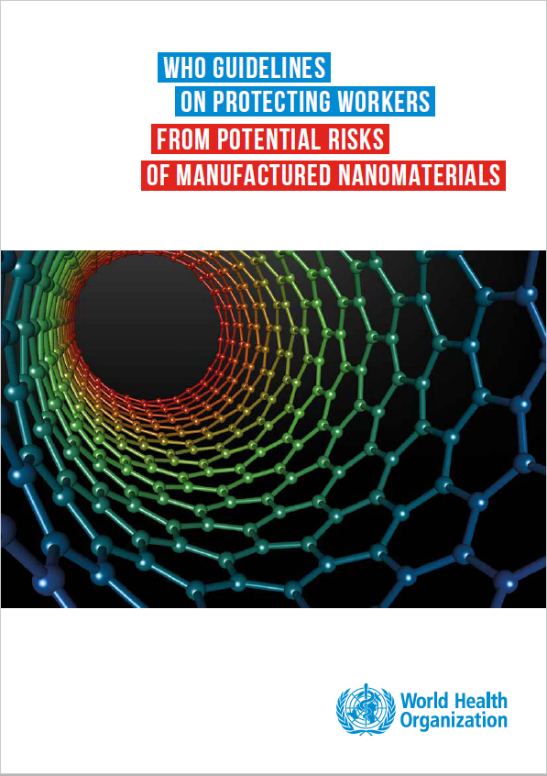 WHO GUIDELINES
ON PROTECTING WORKERS
FROM POTENTIAL RISKS
OF MANUFACTURED NANOMATERIALS
World Health
Organization